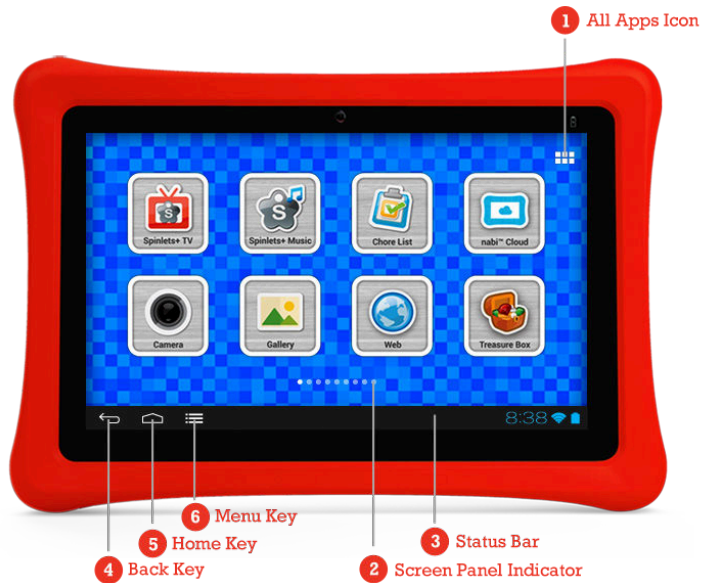 1 All Apps Icon
Spinlets+ TV
Spinlets+ Music
Chore List
nabi™ Cloud
Camera
Gallery
Web
Treasure Box
8:38
6 Menu Key
5 Home Key
4 Back Key
3 Status Bar
2 Screen Panel Indicator
S
S